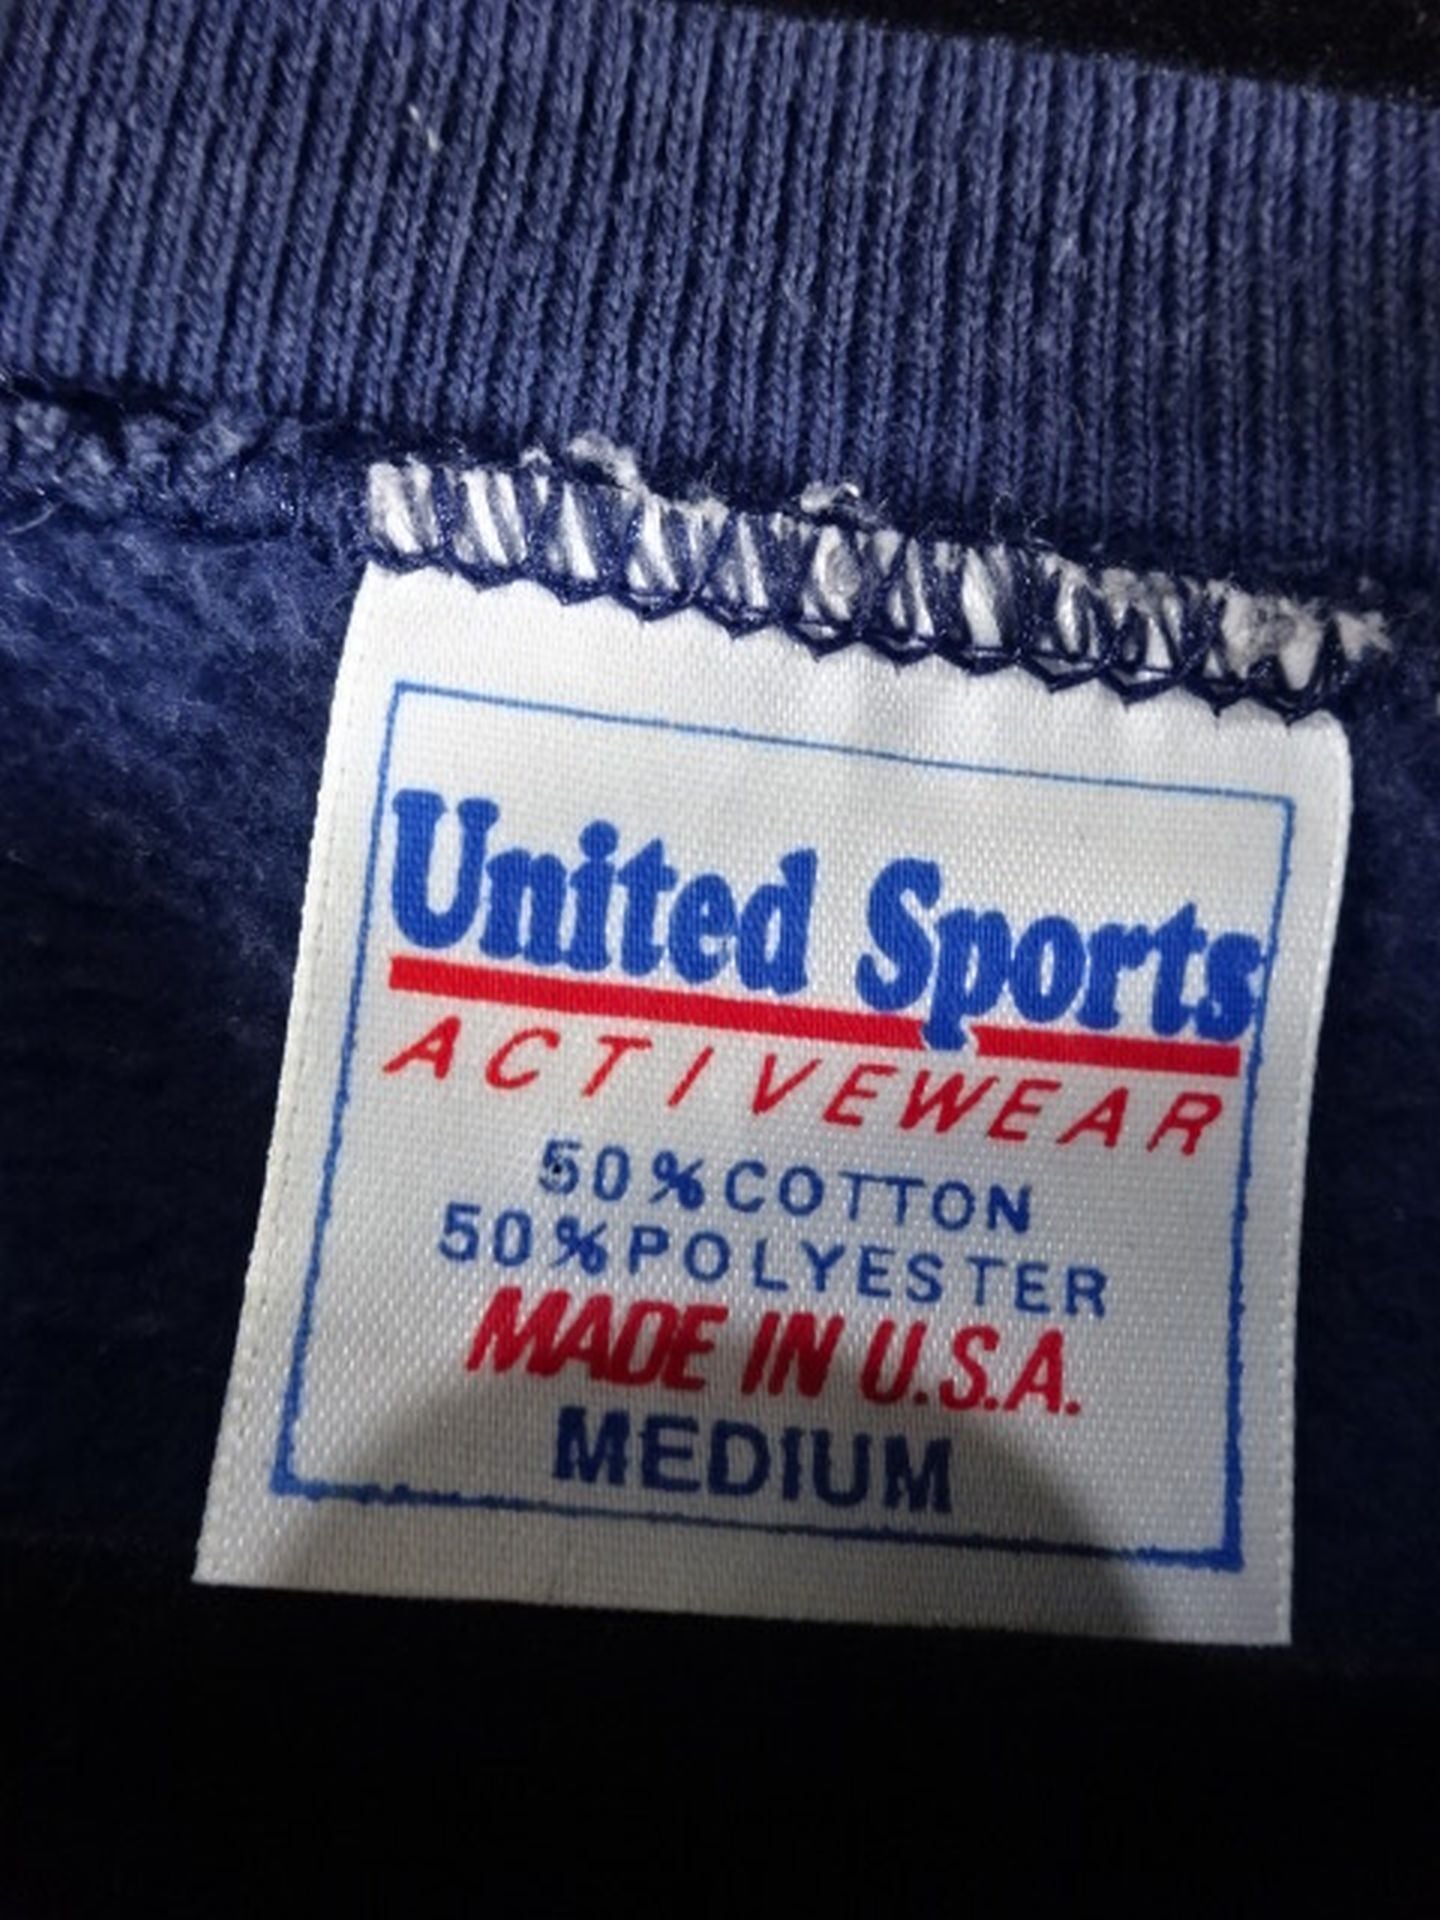 United Sports
ACTIVEWEAR
50% COTTON
50% POLYESTER
MADE IN U.S.A.
MEDIUM